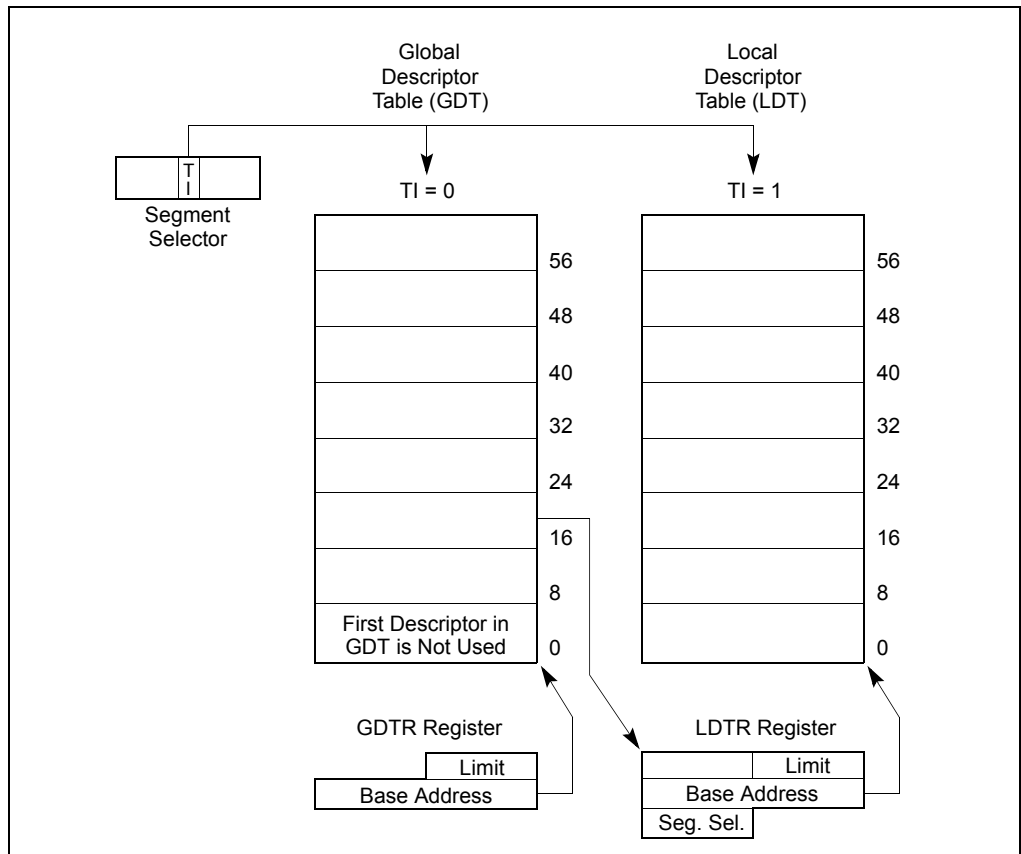 Global
Descriptor
Table (GDT)
Local
Descriptor
Table (LDT)
T
I
Segment
Selector
TI = 0
TI = 1
56
48
40
32
24
16
8
First Descriptor in
GDT is Not Used
0
56
48
40
32
24
16
8
0
GDTR Register
Limit
Base Address
LDTR Register
Limit
Base Address
Seg. Sel.